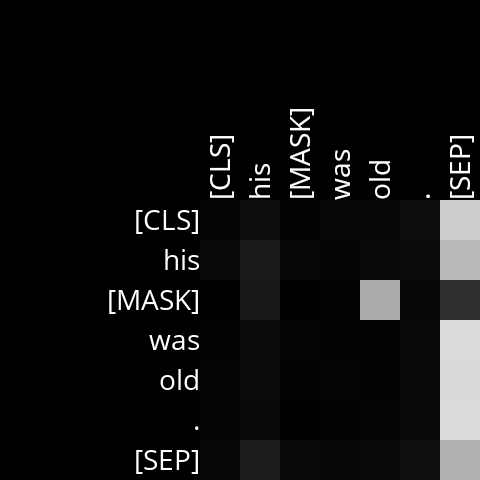 [CLS] his [MASK] was old . [SEP]
[CLS]
his
[MASK]
was
old
.
[SEP]